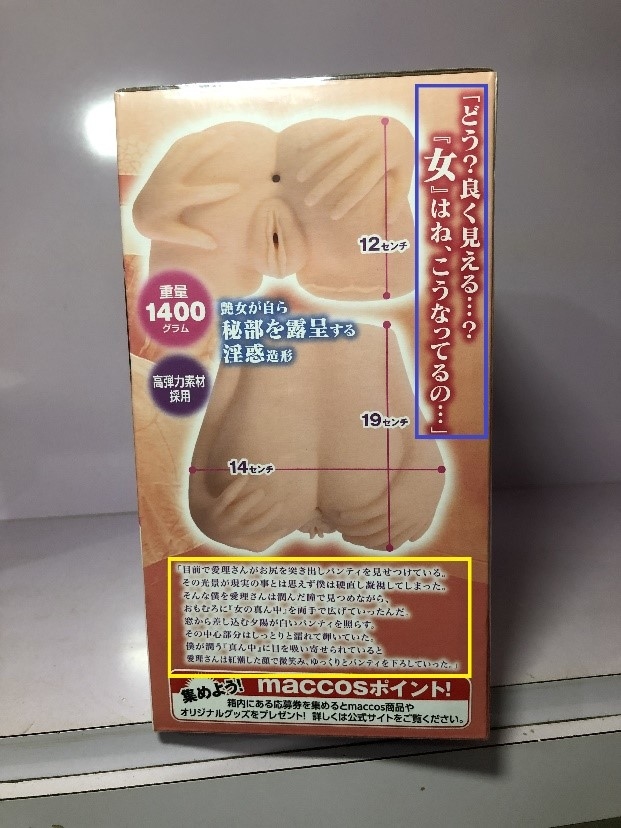 「どう？良く見える…？
『女』はね、こうなってるの…」
12センチ
重量
1400
グラム
艶女が自ら
秘部を露呈する
淫惑造形
高弾力素材
採用
19センチ
14センチ
「目前で愛理さんがお尻を突き出しパンティを見せつけている。
その光景が現実の事とは思えず僕は硬直し凝視してしまった。
そんな僕を愛理さんは潤んだ瞳で見つめながら、
おもむろに『女の真ん中』を両手で広げていったんだ。
窓から差し込む夕陽が白いパンティを照らす。
その中心部分はしっとりと濡れて輝いていた。
僕が潤う『真ん中』に目を吸い寄せられていると
愛理さんは紅潮した顔で微笑み、ゆっくりとパンティを下ろしていった。」
集めよう！
maccosポイント！
箱内にある応募券を集めるとmaccos商品や
オリジナルグッズをプレゼント！詳しくは公式サイトをご覧ください。